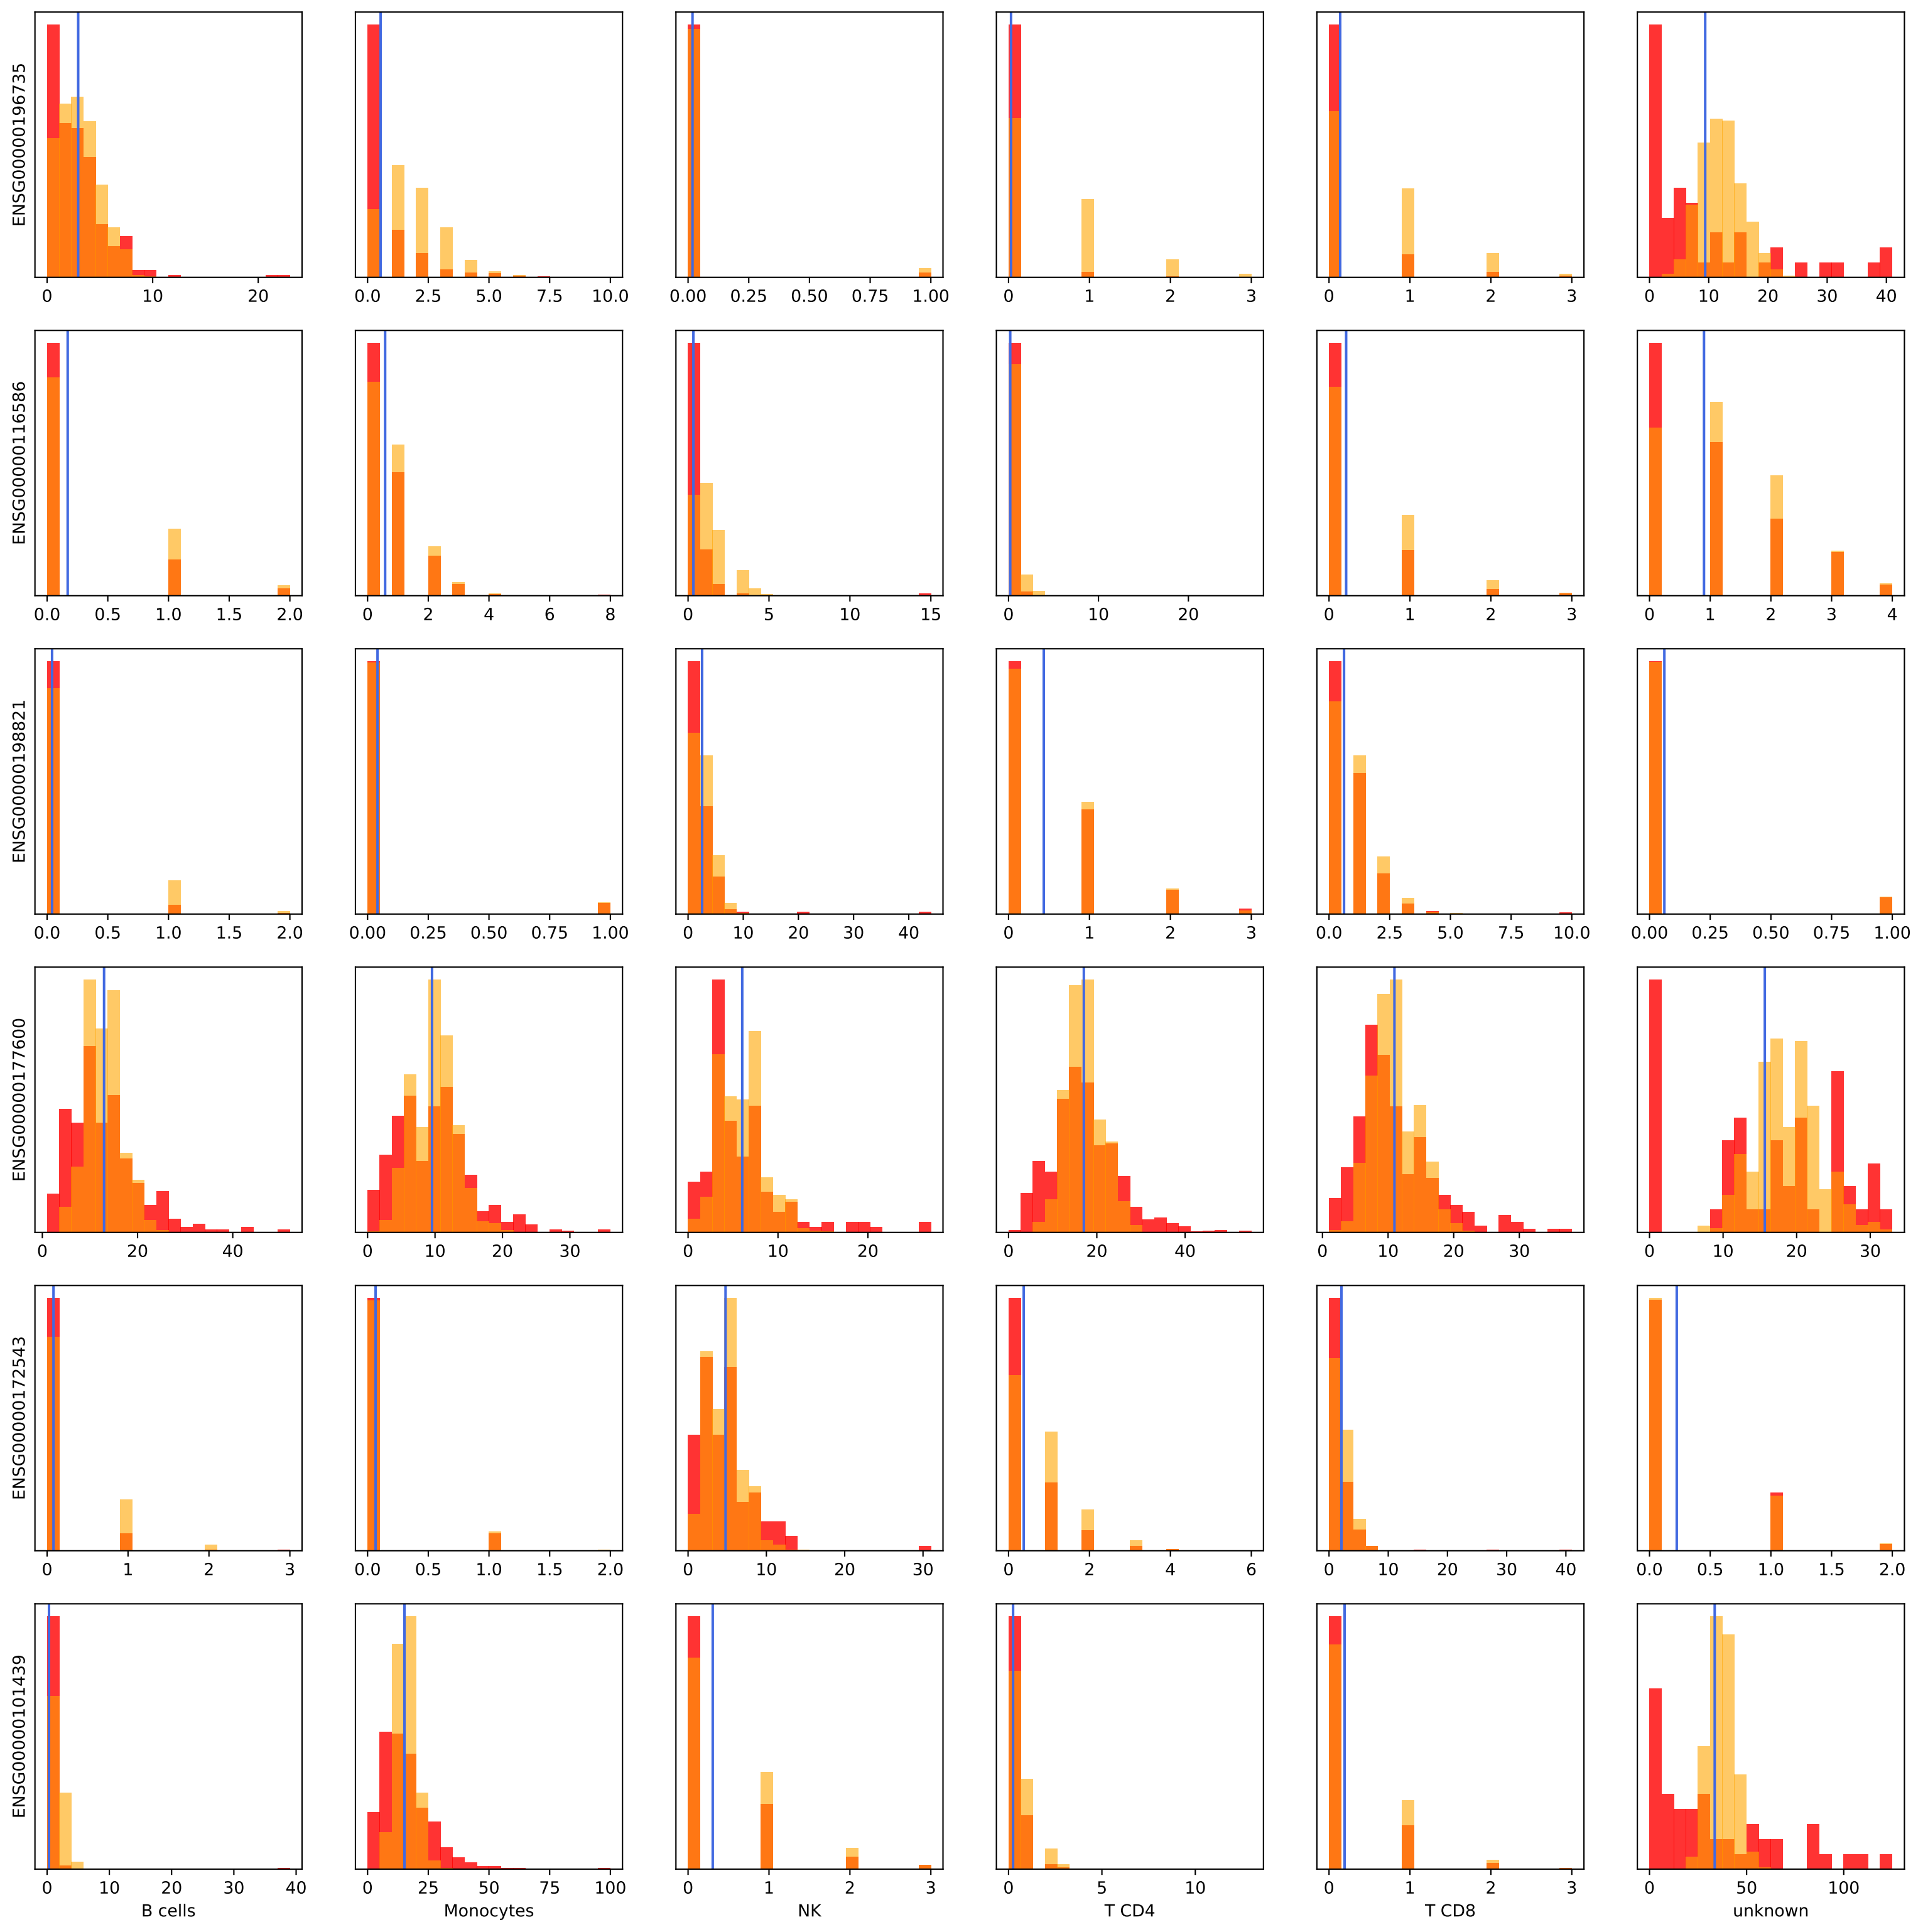 ENSG00000196735
0 10 20
0.0 2.5 5.0 7.5 10.0
0.00 0.25 0.50 0.75 1.00
0 1 2 3
0 1 2 3
0 10 20 30 40
ENSG00000116586
0.0 0.5 1.0 1.5 2.0
0 2 4 6 8
0 5 10 15
0 10 20
0 1 2 3
0 1 2 3 4
ENSG00000198821
0.0 0.5 1.0 1.5 2.0
0.00 0.25 0.50 0.75 1.00
0 10 20 30 40
0 1 2 3
0.0 2.5 5.0 7.5 10.0
0.00 0.25 0.50 0.75 1.00
ENSG00000177600
0 20 40
0 10 20 30
0 10 20
0 20 40
0 10 20 30
0 10 20 30
ENSG00000172543
0 1 2 3
0.0 0.5 1.0 1.5 2.0
0 10 20 30
0 2 4 6
0 10 20 30 40
0.0 0.5 1.0 1.5 2.0
ENSG00000101439
0 10 20 30 40
0 25 50 75 100
0 1 2 3
0 5 10
0 1 2 3
0 50 100
B cells
Monocytes
NK
T CD4
T CD8
unknown